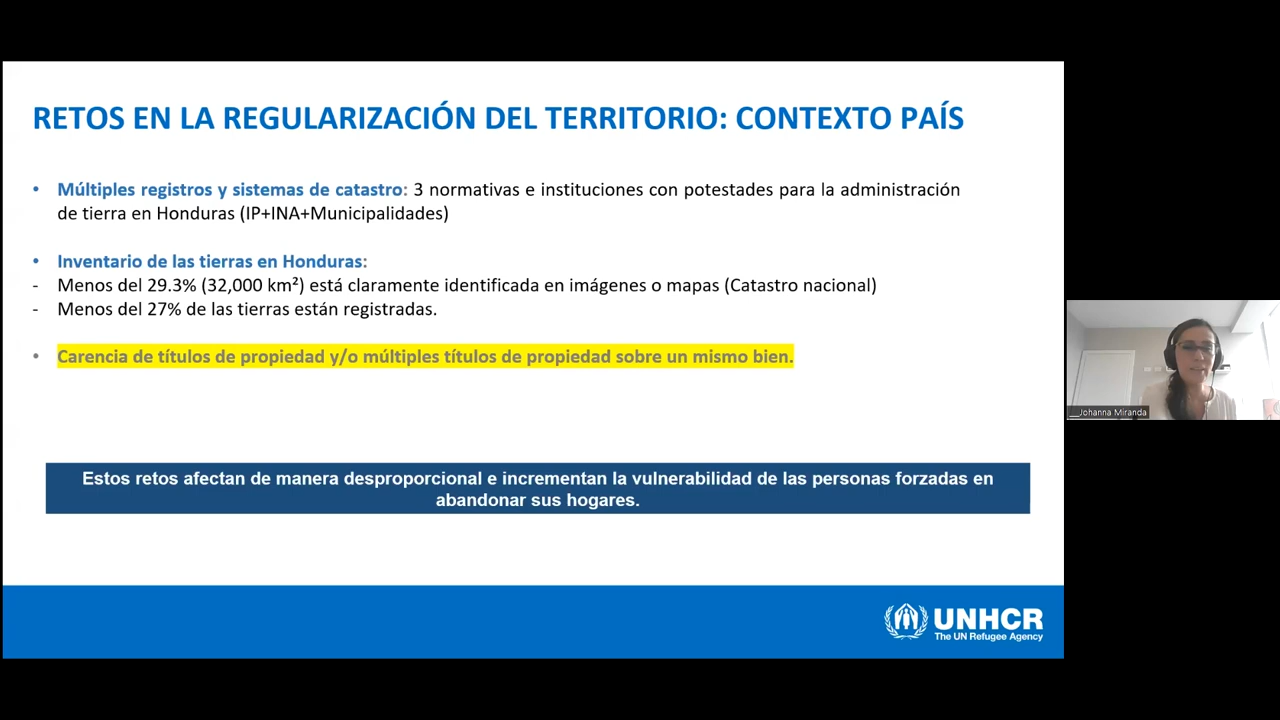 RETOS EN LA REGULARIZACIÓN DEL TERRITORIO: CONTEXTO PAÍS
• Múltiples registros y sistemas de catastro: 3 normativas e instituciones con potestades para la administración
de tierra en Honduras (IP+INA+Municipalidades)
• Inventario de las tierras en Honduras:
- Menos del 29.3% (32,000 km²) está claramente identificada en imágenes o mapas (Catastro nacional)
- Menos del 27% de las tierras están registradas.
• Carencia de títulos de propiedad y/o múltiples títulos de propiedad sobre un mismo bien.
Estos retos afectan de manera desproporcional e incrementan la vulnerabilidad de las personas forzadas en
abandonar sus hogares.
UNHCR
The UN Refugee Agency
__Johanna Miranda